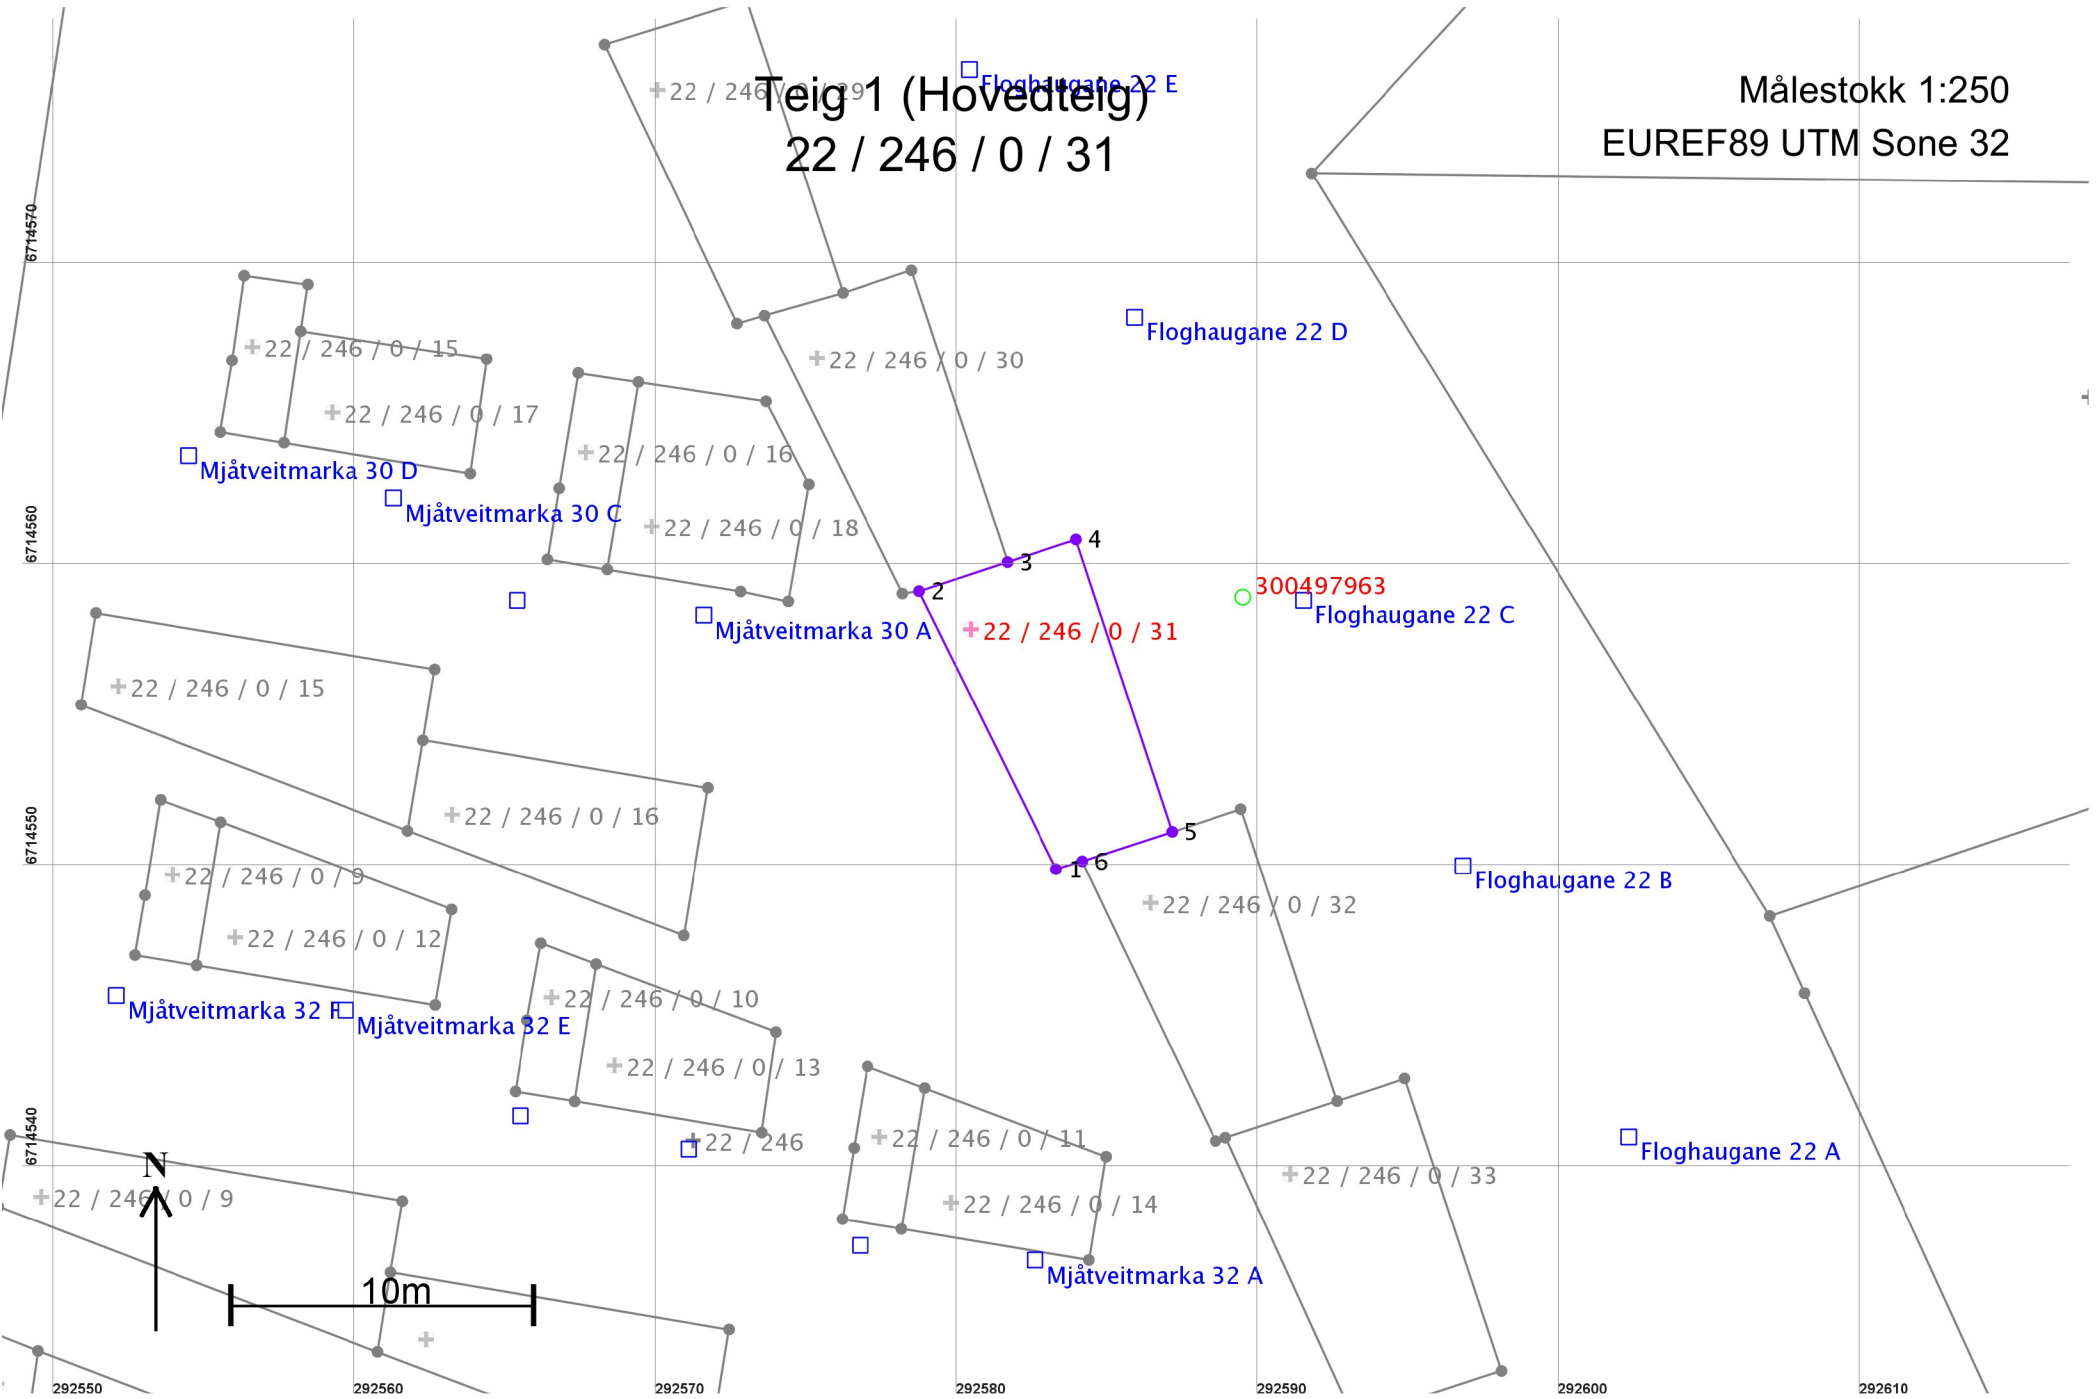 Floghaugane 22 E
22 / 246 / 0 / 29
Teig 1 (Hovedteig)
22 / 246 / 0 / 31
Målestokk 1:250
EUREF89 UTM Sone 32
6714570
Floghaugane 22 D
22 / 246 / 0 / 15
22 / 246 / 0 / 30
22 / 246 / 0 / 17
22 / 246 / 0 / 16
Mjåtveitmarka 30 D
Mjåtveitmarka 30 C
22 / 246 / 0 / 18
6714560
4
3
2
300497963
Floghaugane 22 C
Mjåtveitmarka 30 A
22 / 246 / 0 / 31
22 / 246 / 0 / 15
22 / 246 / 0 / 16
6714550
5
1
6
22 / 246 / 0 / 9
Floghaugane 22 B
22 / 246 / 0 / 32
22 / 246 / 0 / 12
22 / 246 / 0 / 10
Mjåtveitmarka 32 F
Mjåtveitmarka 32 E
22 / 246 / 0 / 13
6714540
22 / 246
22 / 246 / 0 / 11
Floghaugane 22 A
N
22 / 246 / 0 / 33
22 / 246 / 0 / 9
22 / 246 / 0 / 14
Mjåtveitmarka 32 A
10m
292550
292560
292570
292580
292590
292600
292610